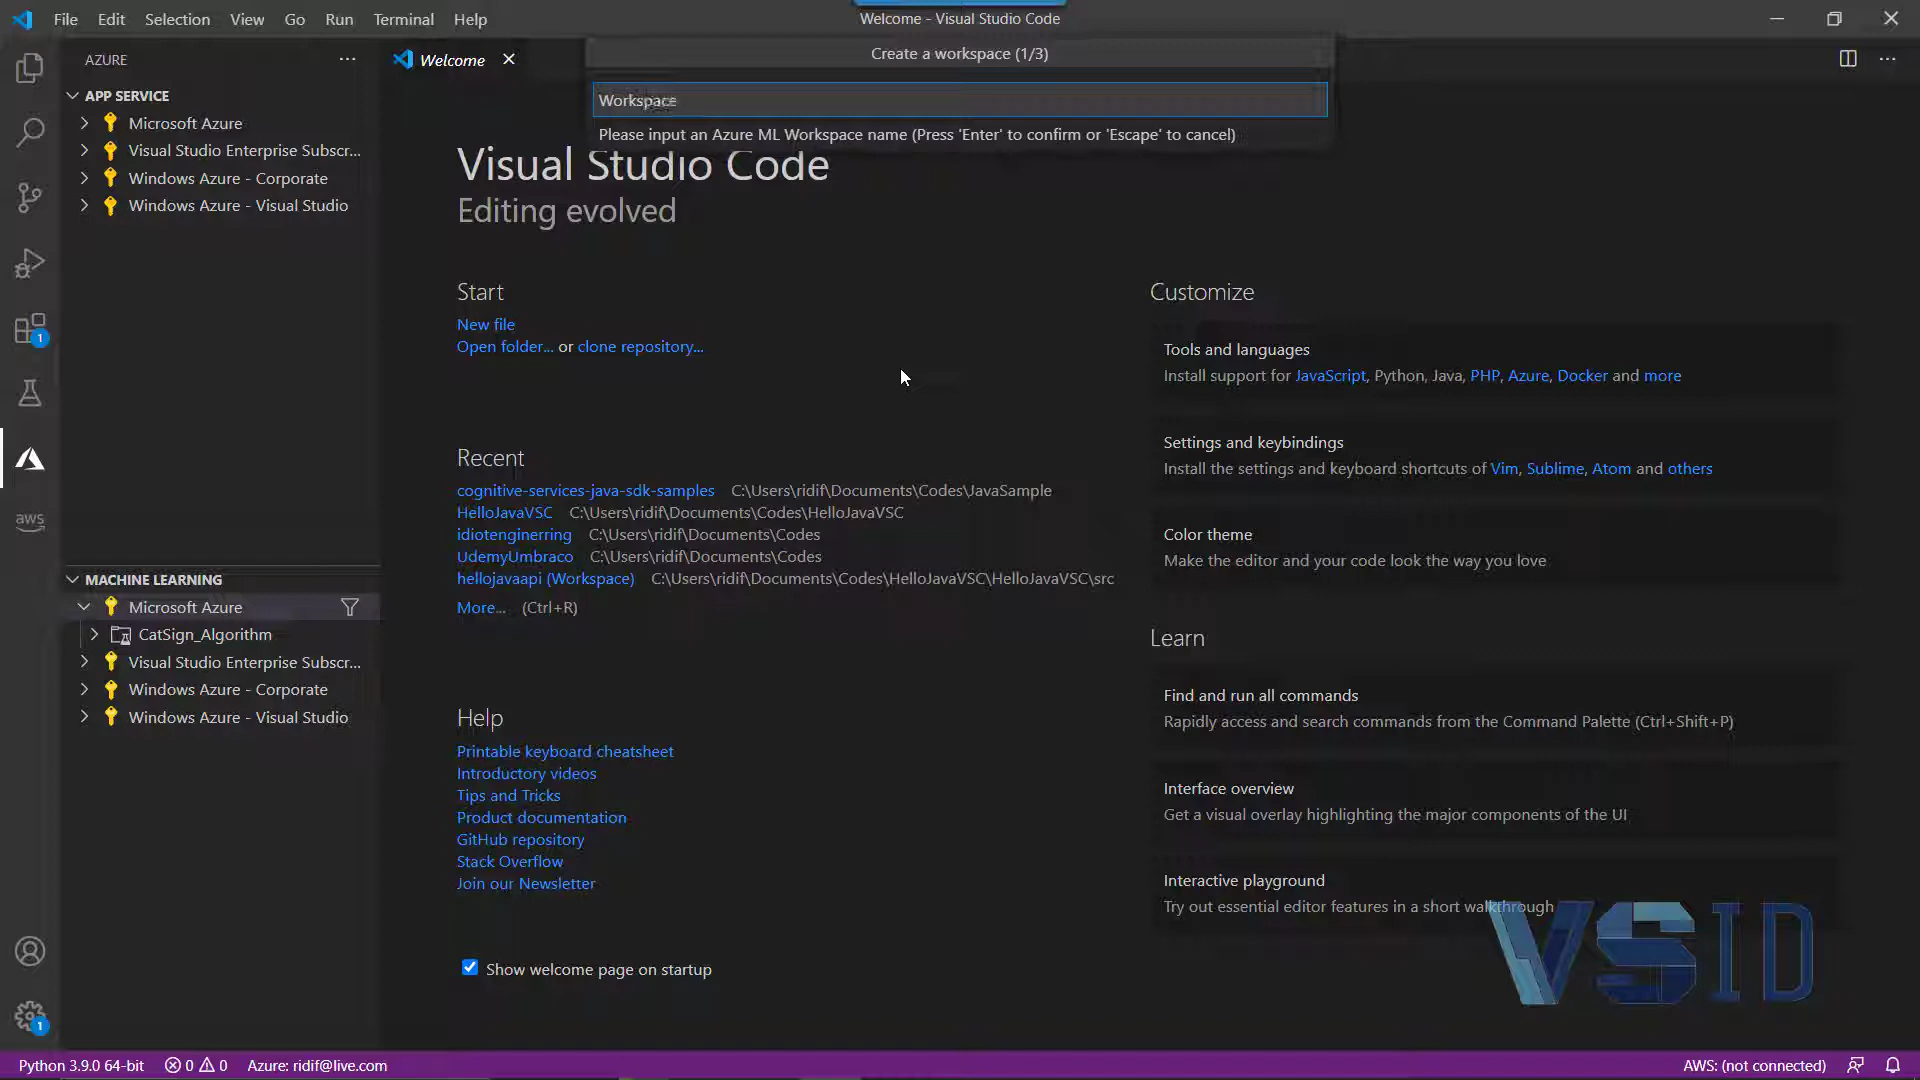 File Edit Selection View Go Run Terminal Help
Welcome - Visual Studio Code
AZURE
Welcome
Create a workspace (1/3)
Workspace
Please input an Azure ML Workspace name (Press 'Enter' to confirm or 'Escape' to cancel)
APP SERVICE
Microsoft Azure
Visual Studio Enterprise Subscr...
Windows Azure - Corporate
Windows Azure - Visual Studio
MACHINE LEARNING
Microsoft Azure
CatSign_Algorithm
Visual Studio Enterprise Subscr...
Windows Azure - Corporate
Windows Azure - Visual Studio
1
aws
1
Visual Studio Code
Editing evolved
Start
New file
Open folder... or clone repository...
Recent
cognitive-services-java-sdk-samples C:\Users\ridif\Documents\Codes\JavaSample
HelloJavaVSC C:\Users\ridif\Documents\Codes\HelloJavaVSC
idiotenginerring C:\Users\ridif\Documents\Codes
UdemyUmbraco C:\Users\ridif\Documents\Codes
hellojavaapi (Workspace) C:\Users\ridif\Documents\Codes\HelloJavaVSC\HelloJavaVSC\src
More... (Ctrl+R)
Help
Printable keyboard cheatsheet
Introductory videos
Tips and Tricks
Product documentation
GitHub repository
Stack Overflow
Join our Newsletter
Show welcome page on startup
Customize
Tools and languages
Install support for JavaScript, Python, Java, PHP, Azure, Docker and more
Settings and keybindings
Install the settings and keyboard shortcuts of Vim, Sublime, Atom and others
Color theme
Make the editor and your code look the way you love
Learn
Find and run all commands
Rapidly access and search commands from the Command Palette (Ctrl+Shift+P)
Interface overview
Get a visual overlay highlighting the major components of the UI
Interactive playground
Try out essential editor features in a short walkthrough
VSID
Python 3.9.0 64-bit 0 0 Azure: ridif@live.com
AWS: (not connected)